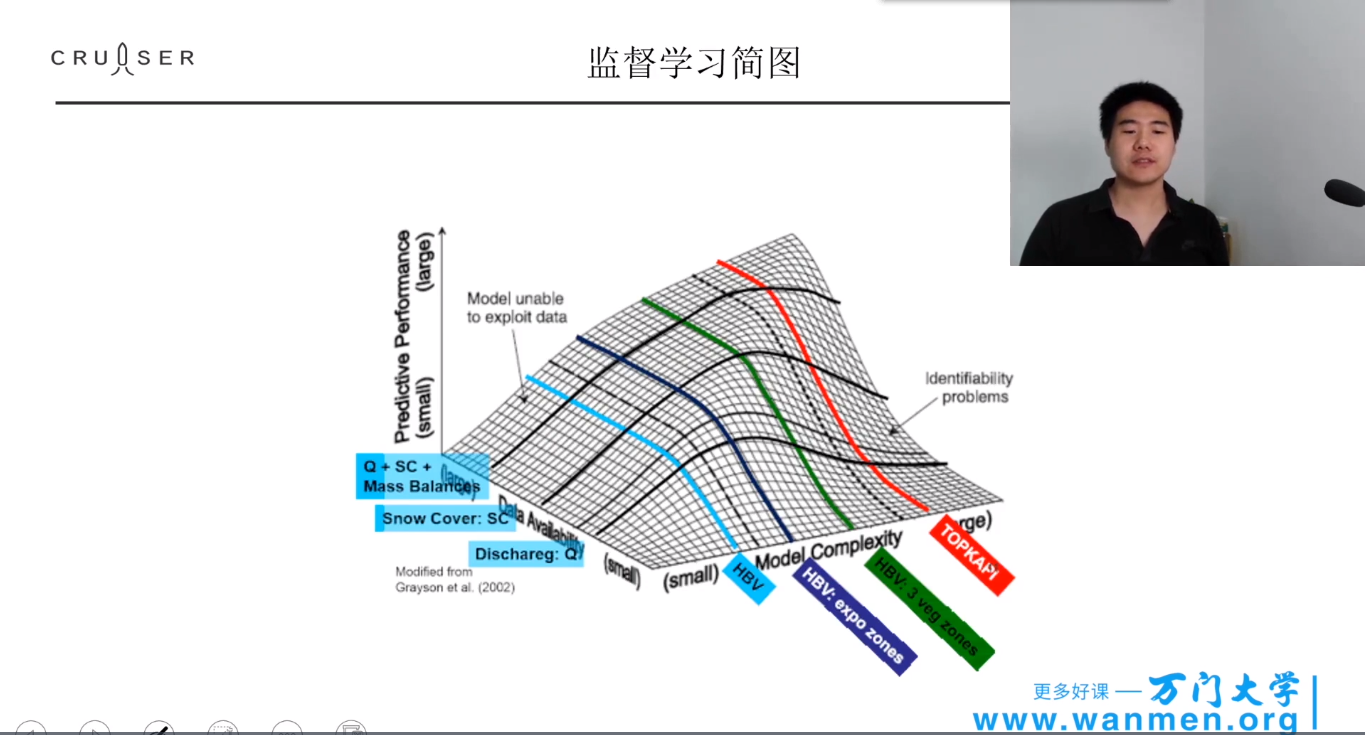 CRUISER
监督学习简图
Predictive Performance
(small) (large)
Model unable
to exploit data
Identifiability
problems
Q + SC +
Mass Balances
(large)
Snow Cover: SC
Data Availability
Dischareg: Q
(small)
Modified from
Grayson et al. (2002)
(small)
Model Complexity
rge)
HBV
HBV: expo zones
HBV: 3 veg zones
TOPKAPI
更多好课 — 万门大学
www.wanmen.org